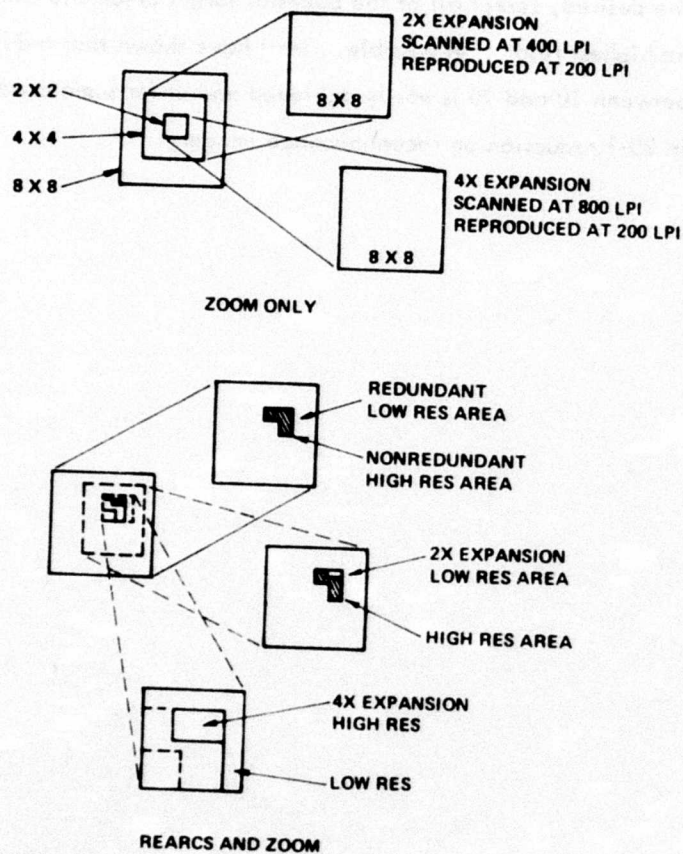 2X EXPANSION
SCANNED AT 400 LPI
REPRODUCED AT 200 LPI
8 X 8
2 X 2
4 X 4
8 X 8
4X EXPANSION
SCANNED AT 800 LPI
REPRODUCED AT 200 LPI
8 X 8
ZOOM ONLY
REDUNDANT
LOW RES AREA
NONREDUNDANT
HIGH RES AREA
2X EXPANSION
LOW RES AREA
HIGH RES AREA
4X EXPANSION
HIGH RES
LOW RES
REARCS AND ZOOM